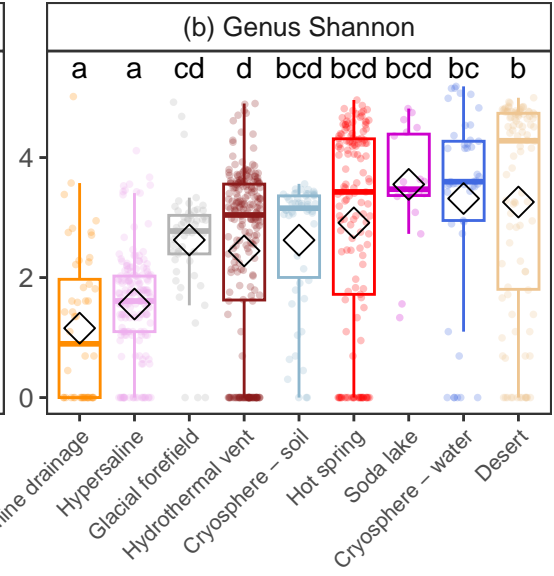 (b) Genus Shannon
a a cd d bcd bcd bcd bc b
4
2
0
drainage
Hypersaline
Glacial forefield
Hydrothermal vent
Cryosphere – soil
Hot spring
Soda lake
Cryosphere – water
Desert